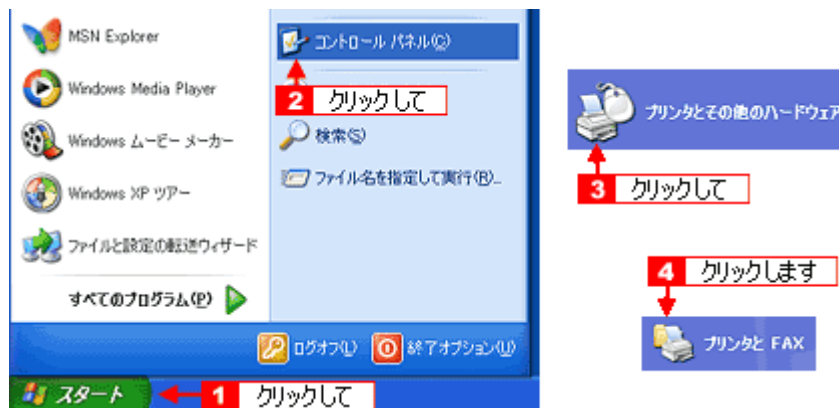 MSN Explorer
Windows Media Player
Windows ムービー メーカー
Windows XP ツアー
ファイルと設定の転送ウィザード
すべてのプログラム(P)
コントロール パネル(C)
2 クリックして
検索(S)
ファイル名を指定して実行(R)...
ログオフ(L)
終了オプション(U)
スタート
1 クリックして
プリンタとその他のハードウェア
3 クリックして
4 クリックします
プリンタと FAX